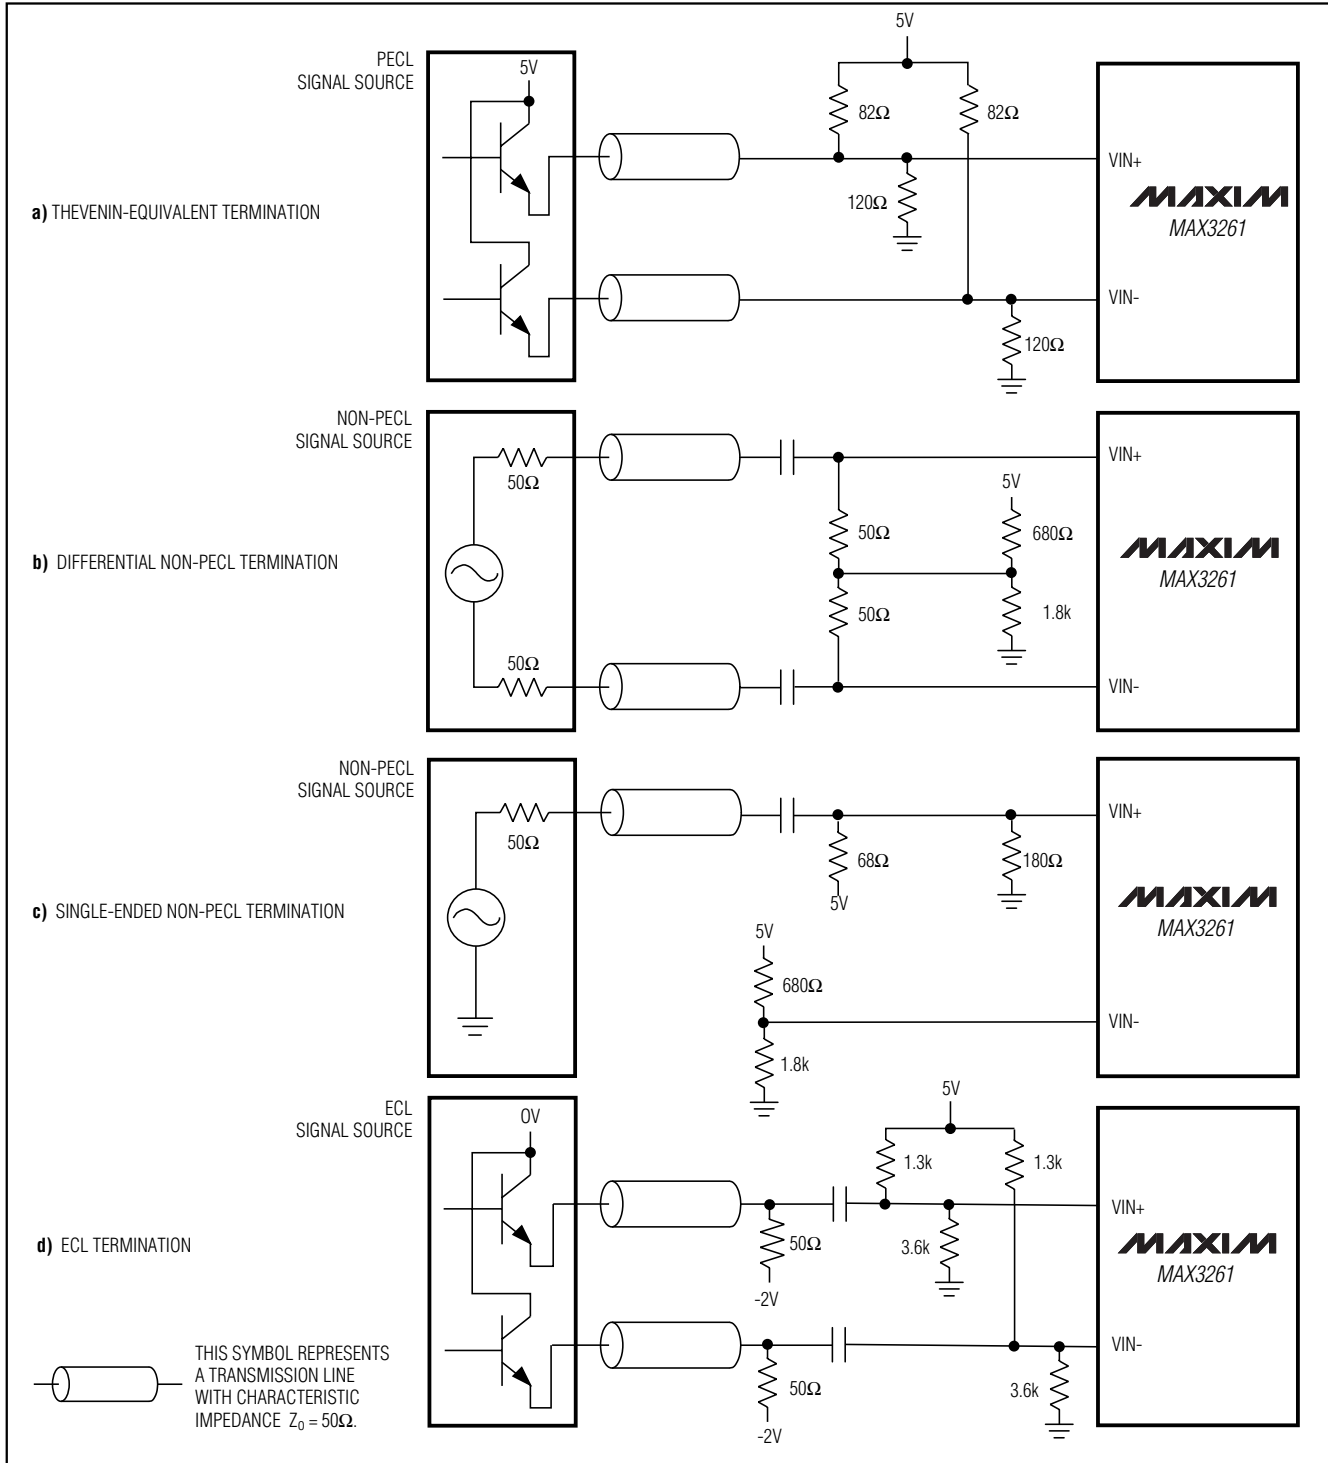 5V
PECL
SIGNAL SOURCE
5V
82Ω
82Ω
VIN+
MAXIM
MAX3261
120Ω
a) THEVENIN-EQUIVALENT TERMINATION
VIN-
120Ω
NON-PECL
SIGNAL SOURCE
50Ω
VIN+
5V
50Ω
680Ω
MAXIM
MAX3261
b) DIFFERENTIAL NON-PECL TERMINATION
50Ω
1.8k
50Ω
VIN-
NON-PECL
SIGNAL SOURCE
50Ω
VIN+
68Ω
180Ω
5V
MAXIM
MAX3261
c) SINGLE-ENDED NON-PECL TERMINATION
5V
680Ω
VIN-
1.8k
ECL
SIGNAL SOURCE
0V
5V
1.3k
1.3k
VIN+
50Ω
3.6k
MAXIM
MAX3261
d) ECL TERMINATION
-2V
VIN-
50Ω
3.6k
-2V
THIS SYMBOL REPRESENTS
A TRANSMISSION LINE
WITH CHARACTERISTIC
IMPEDANCE Z0 = 50Ω.